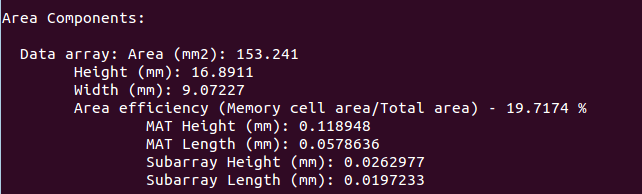 Area Components:
Data array: Area (mm2): 153.241
Height (mm): 16.8911
Width (mm): 9.07227
Area efficiency (Memory cell area/Total area) - 19.7174 %
MAT Height (mm): 0.118948
MAT Length (mm): 0.0578636
Subarray Height (mm): 0.0262977
Subarray Length (mm): 0.0197233